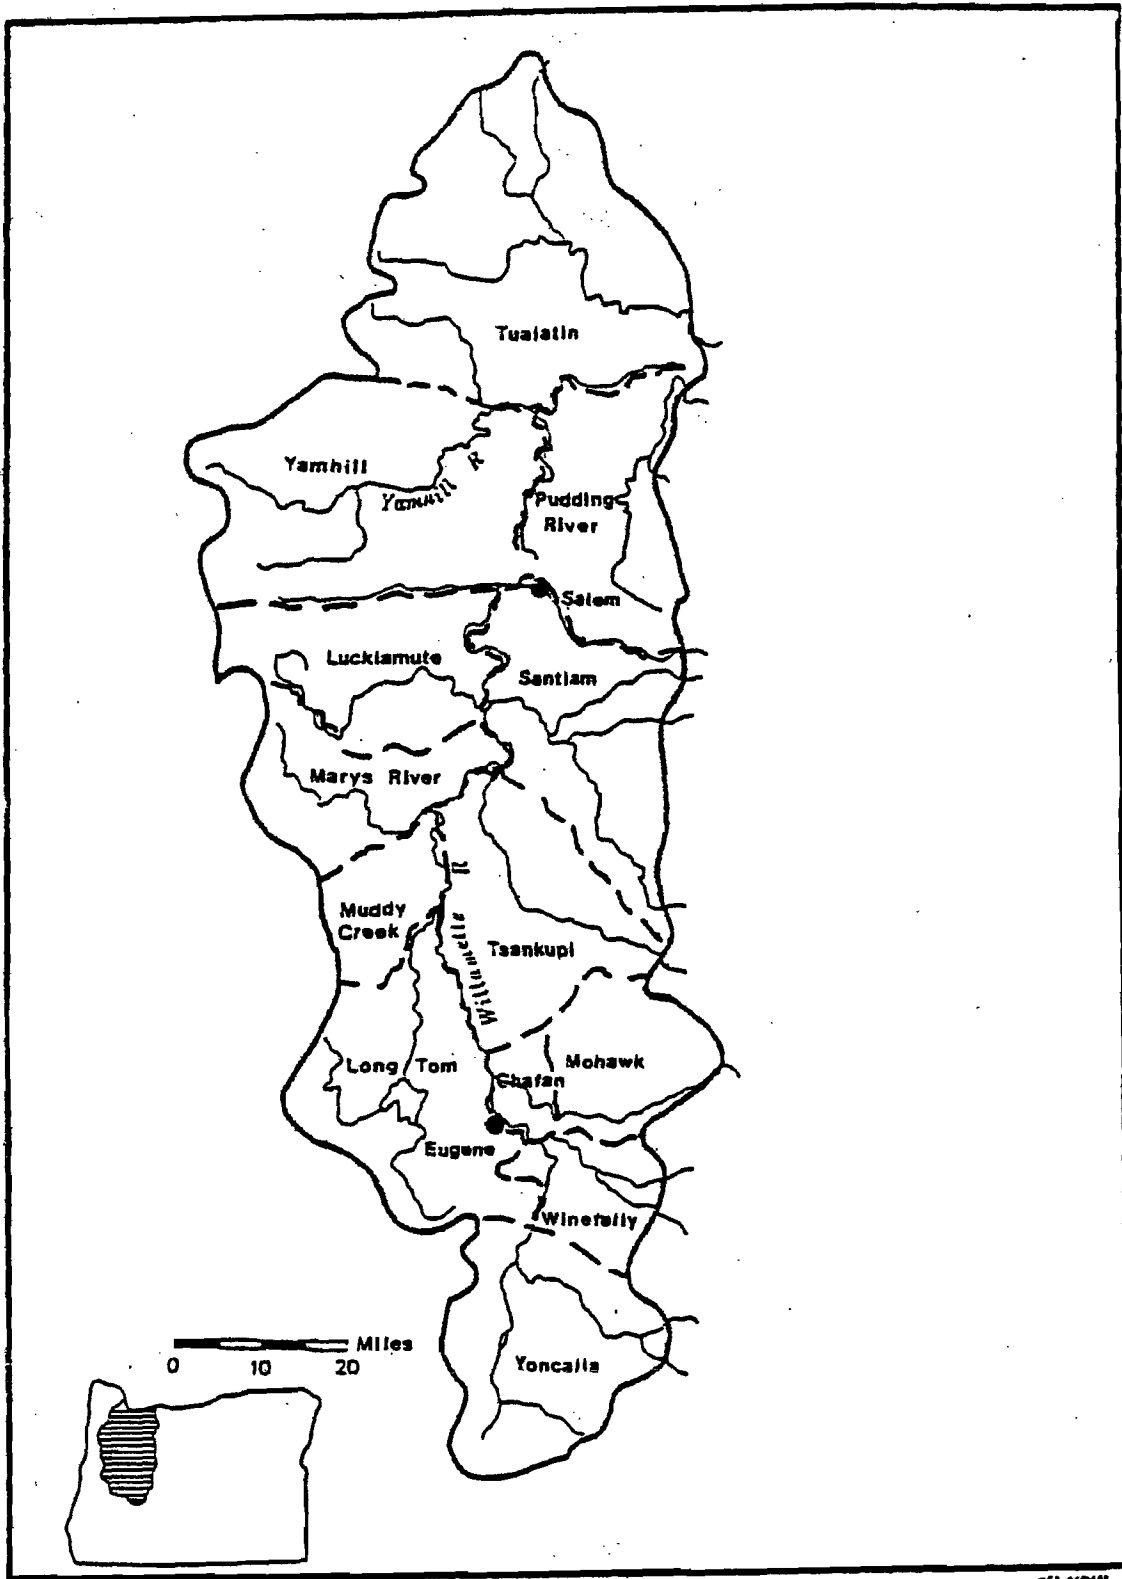 Tualatin
Yamhill
Yamhill R
Pudding
River
Salem
Luckiamute
Santiam
Marys River
Muddy
Creek
Willamette
Tsankupi
Long Tom
Chafan
Mohawk
Eugene
Winefelly
Yoncalla
Miles
0 10 20